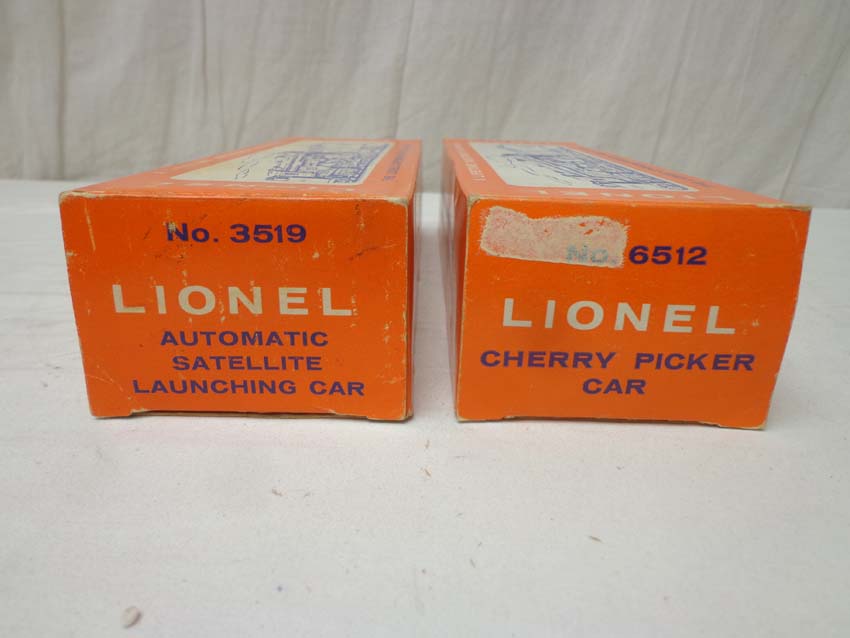 No. 3519
LIONEL
AUTOMATIC
SATELLITE
LAUNCHING CAR
No. 6512
LIONEL
CHERRY PICKER
CAR